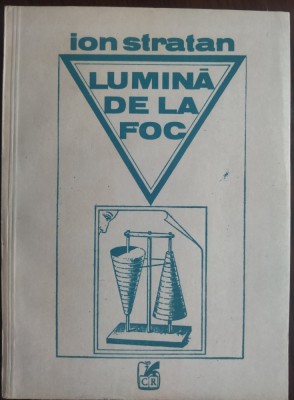 ion stratan
LUMINĂ
DE LA
FOC
CR